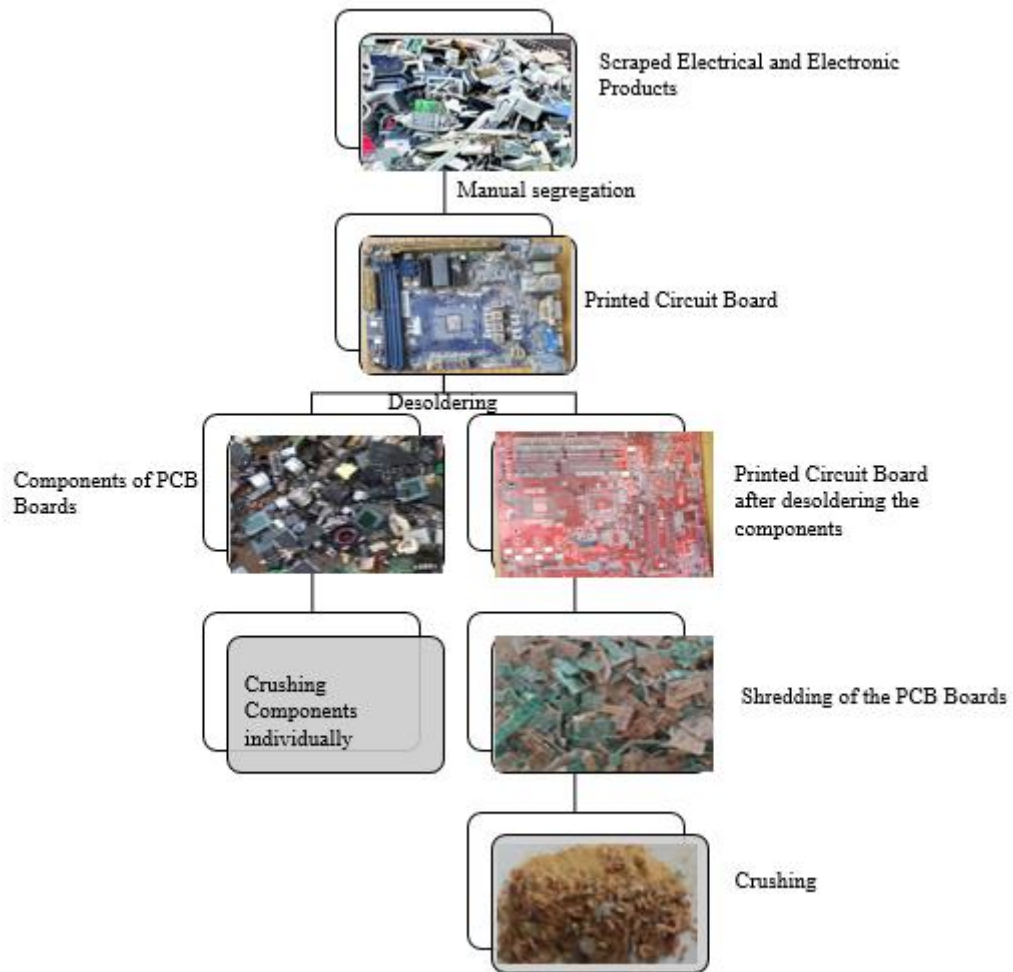 Scraped Electrical and Electronic
Products
Manual segregation
Printed Circuit Board
Desoldering
Components of PCB
Boards
Printed Circuit Board
after desoldering the
components
Crushing
Components
individually
Shredding of the PCB Boards
Crushing